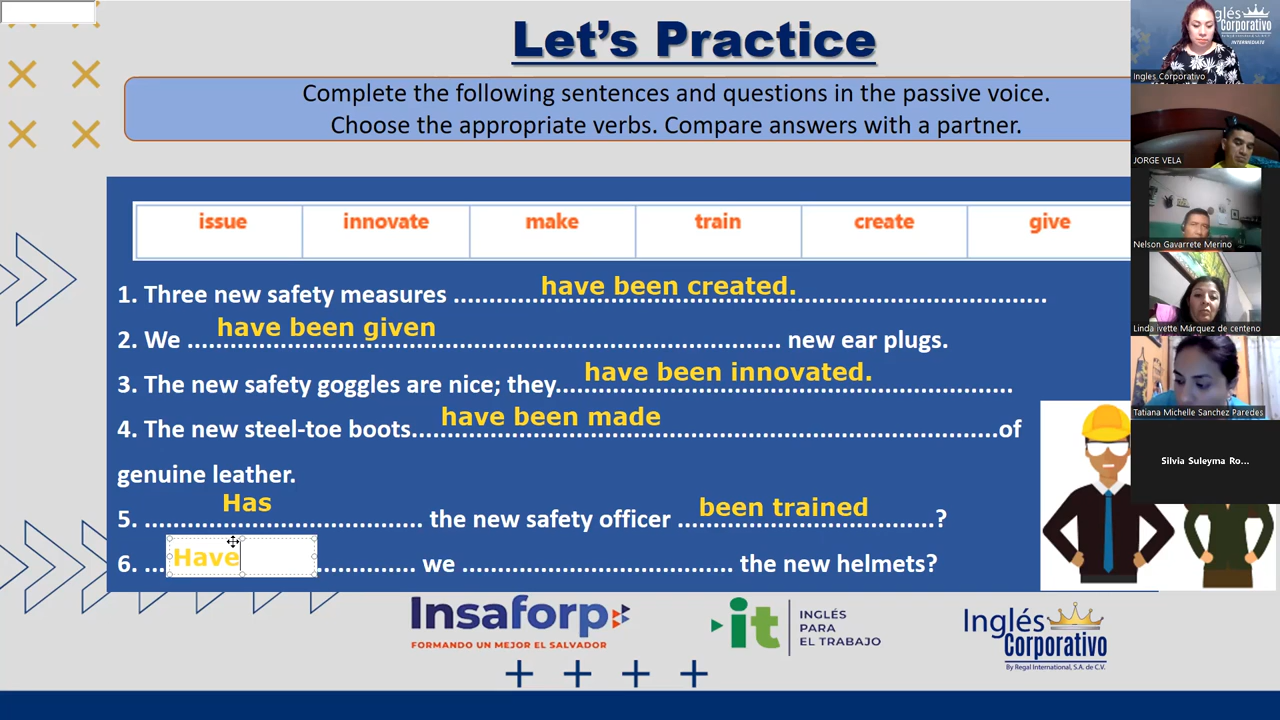 Let's Practice
Complete the following sentences and questions in the passive voice.
Choose the appropriate verbs. Compare answers with a partner.
issue innovate make train create give
1. Three new safety measures have been created.
2. We have been given new ear plugs.
3. The new safety goggles are nice; they have been innovated.
4. The new steel-toe boots have been made of
genuine leather.
5. Has the new safety officer been trained ?
6. Have we ............ the new helmets?
Insaforp
FORMANDO UN MEJOR EL SALVADOR
it
INGLÉS
PARA
EL TRABAJO
Inglés
Corporativo
By Regal International, S.A. de C.V.
glés
Corporativo
INTERMEDIATE
Ingles Corporativo
JORGE VELA
Nelson Gavarrete Merino
Linda ivette Márquez de centeno
Tatiana Michelle Sanchez Paredes
Silvia Suleyma Ro...